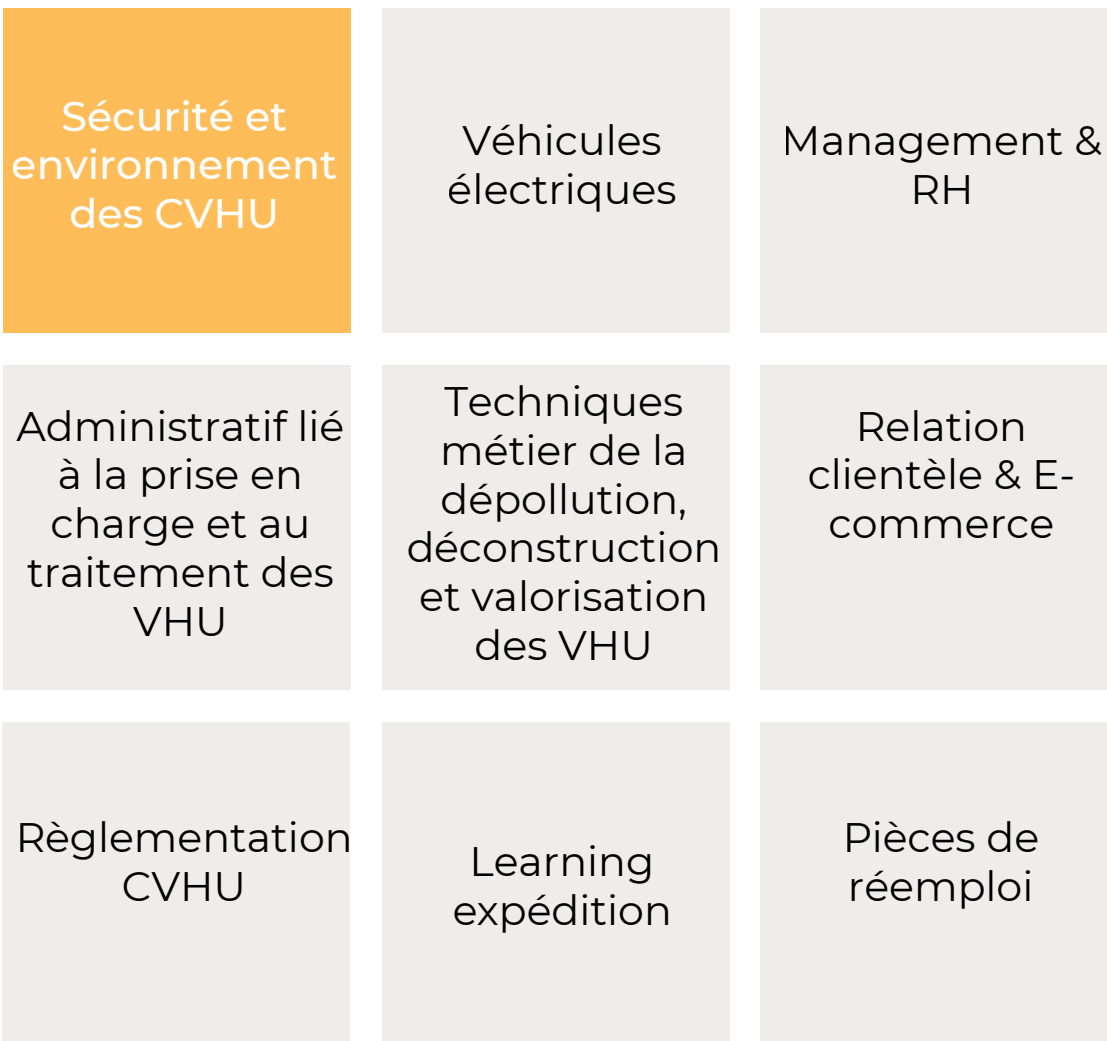 Sécurité et
environnement
des CVHU
Véhicules
électriques
Management &
RH
Administratif lié
à la prise en
charge et au
traitement des
VHU
Techniques
métier de la
dépollution,
déconstruction
et valorisation
des VHU
Relation
clientèle & E-
commerce
Règlementation
CVHU
Learning
expédition
Pièces de
réemploi